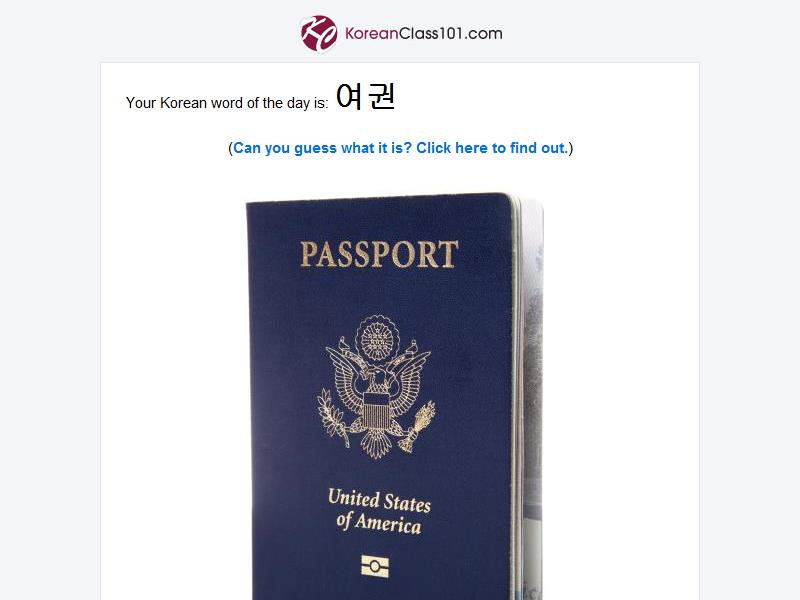 KoreanClass101.com
Your Korean word of the day is: 여권
(Can you guess what it is? Click here to find out.)
PASSPORT
United States
of America